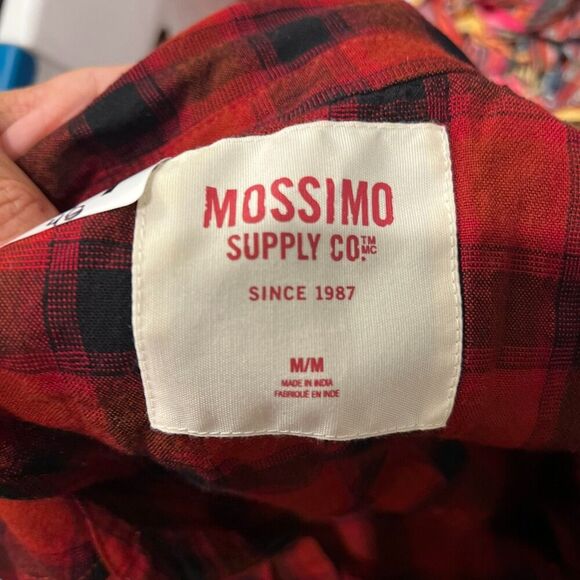 MOSSIMO
SUPPLY CO.™ MC
SINCE 1987
M/M
MADE IN INDIA
FABRIQUÉ EN INDE